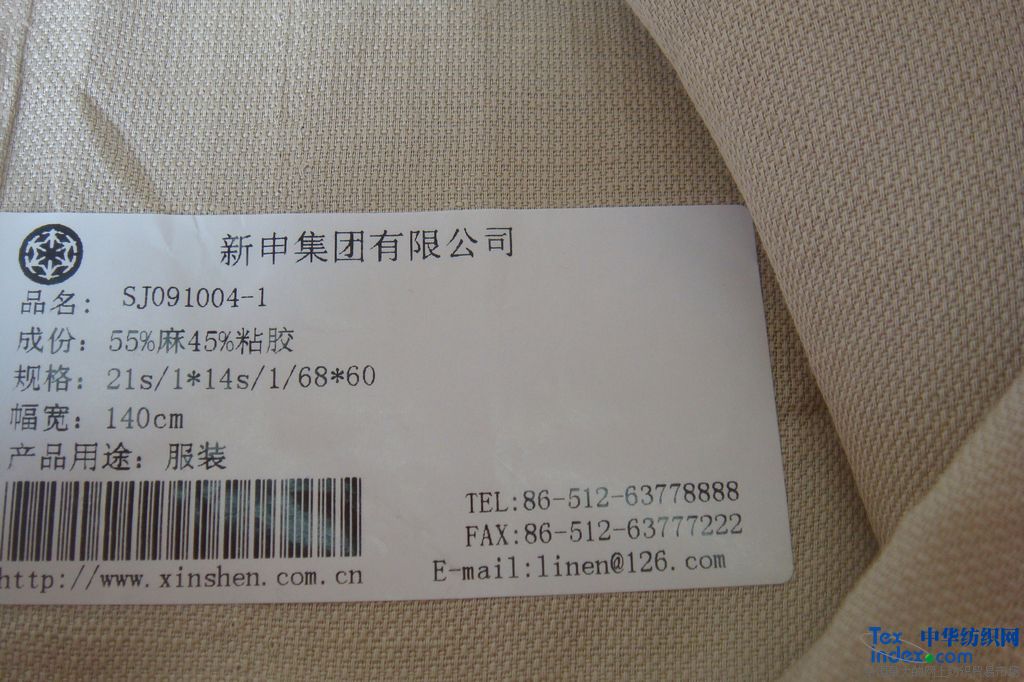 新申集团有限公司
品名: SJ091004-1
成份: 55%麻45%粘胶
规格: 21s/1*14s/1/68*60
幅宽: 140cm
产品用途: 服装
TEL:86-512-63778888
FAX:86-512-63777222
http://www.xinshen.com.cn
E-mail:linen@126.com
Tex 中华纺织网
Index.com